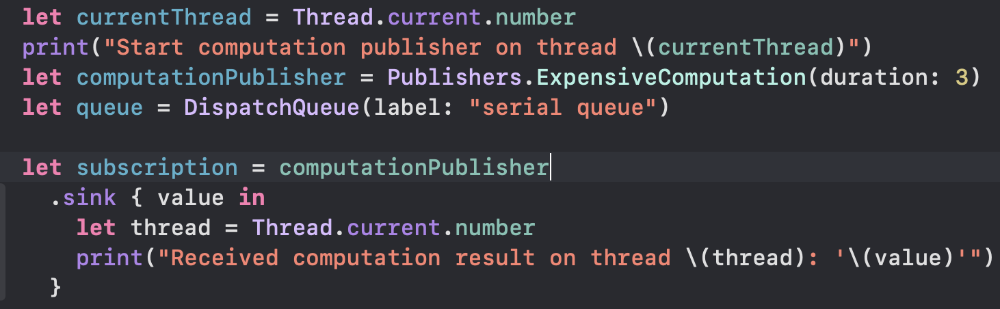 let currentThread = Thread.current.number
print("Start computation publisher on thread \(currentThread)")
let computationPublisher = Publishers.ExpensiveComputation(duration: 3)
let queue = DispatchQueue(label: "serial queue")

let subscription = computationPublisher
  .sink { value in
    let thread = Thread.current.number
    print("Received computation result on thread \(thread): '\(value)'")
  }